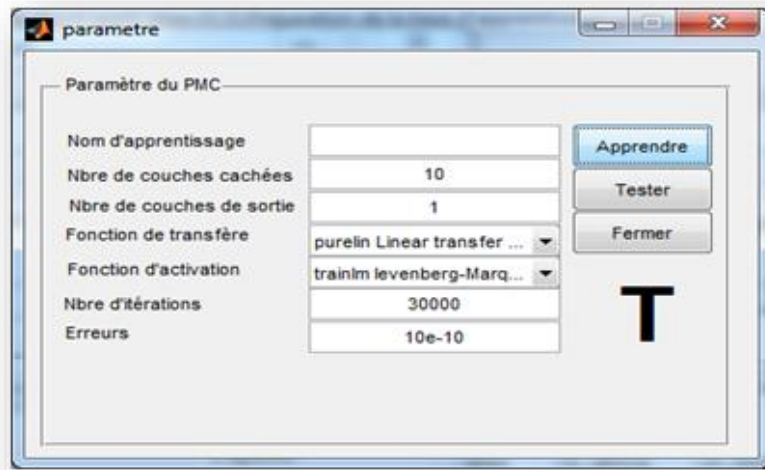 parametre
Paramètre du PMC
Nom d'apprentissage
Apprendre
Nbre de couches cachées 10
Tester
Nbre de couches de sortie 1
Fonction de transfère purelin Linear transfer ...
Fermer
Fonction d'activation trainlm levenberg-Marq...
Nbre d'itérations 30000
T
Erreurs 10e-10